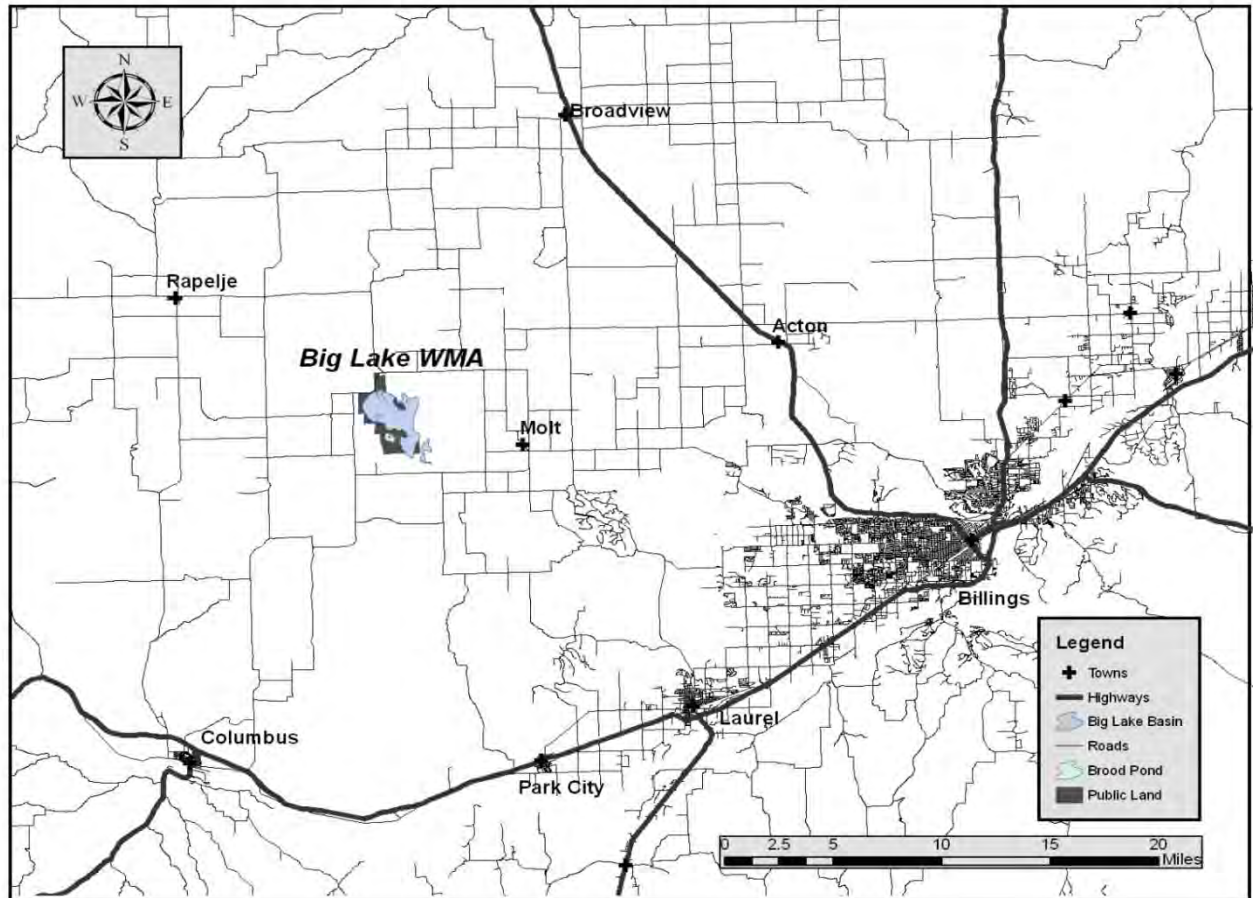 N
W E
S
Broadview
Rapelje
Acton
Big Lake WMA
Molt
Billings
Laurel
Columbus
Park City
Legend
Towns
Highways
Big Lake Basin
Roads
Brood Pond
Public Land
0 2.5 5 10 15 20
Miles